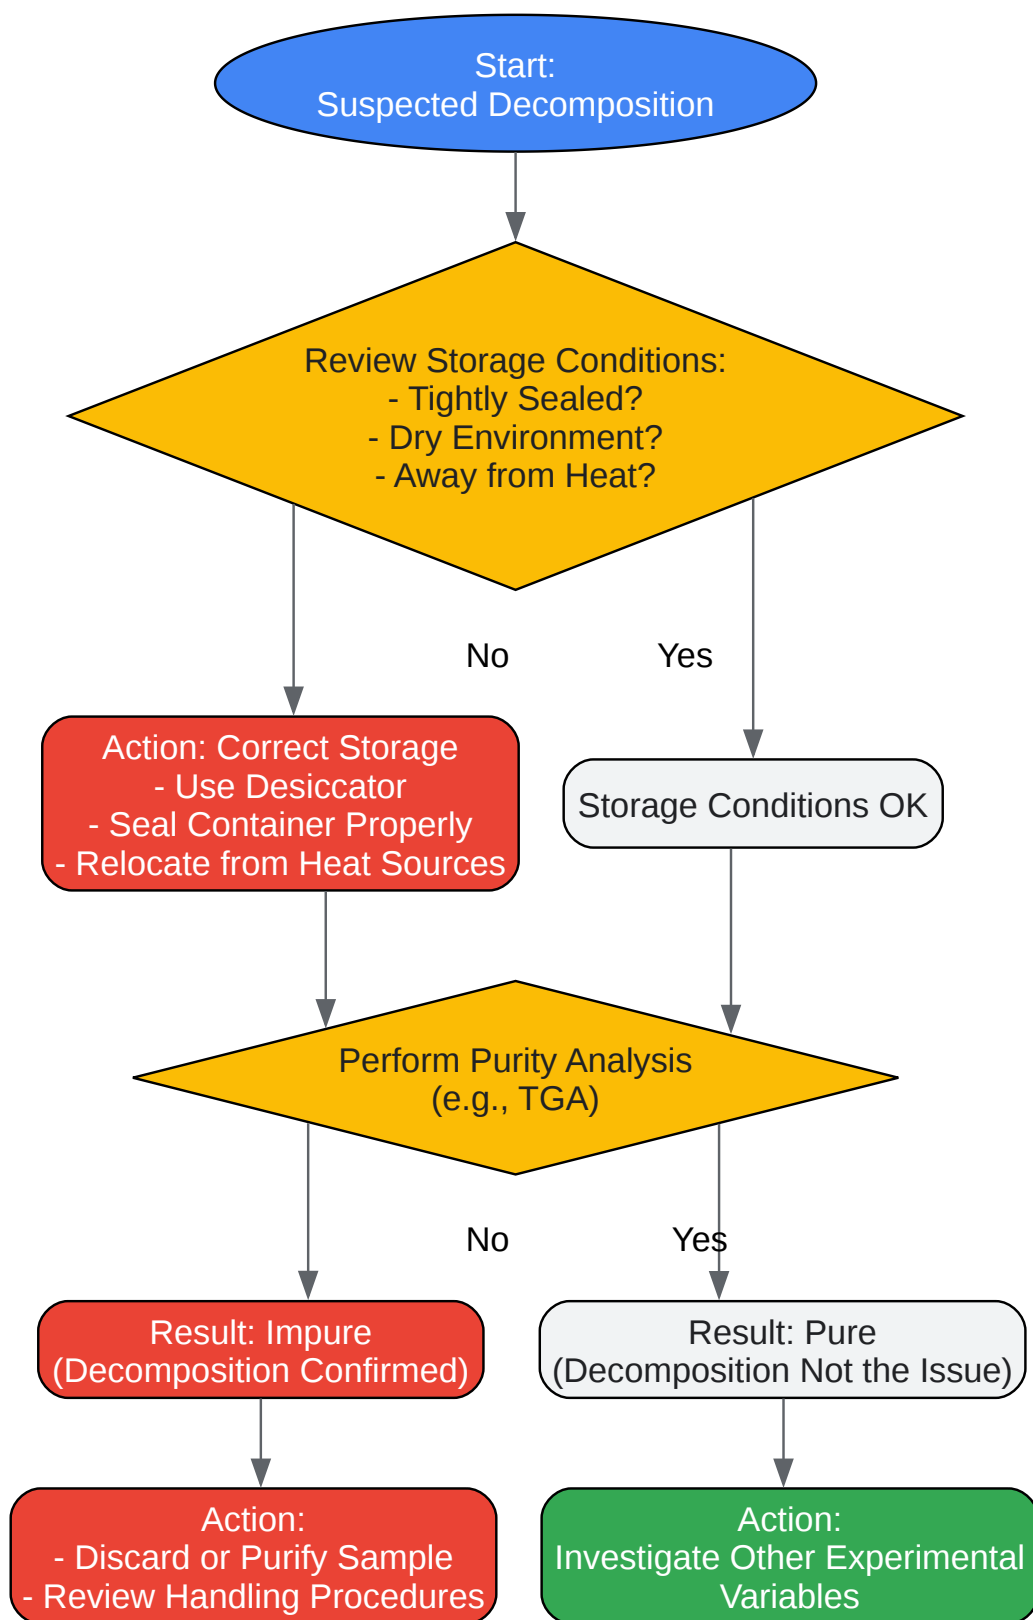 Start:
Suspected Decomposition
Review Storage Conditions:
- Tightly Sealed?
- Dry Environment?
- Away from Heat?
No
Yes
Action: Correct Storage
- Use Desiccator
- Seal Container Properly
- Relocate from Heat Sources
Storage Conditions OK
Perform Purity Analysis
(e.g., TGA)
No
Yes
Result: Impure
(Decomposition Confirmed)
Result: Pure
(Decomposition Not the Issue)
Action:
- Discard or Purify Sample
- Review Handling Procedures
Action:
Investigate Other Experimental
Variables